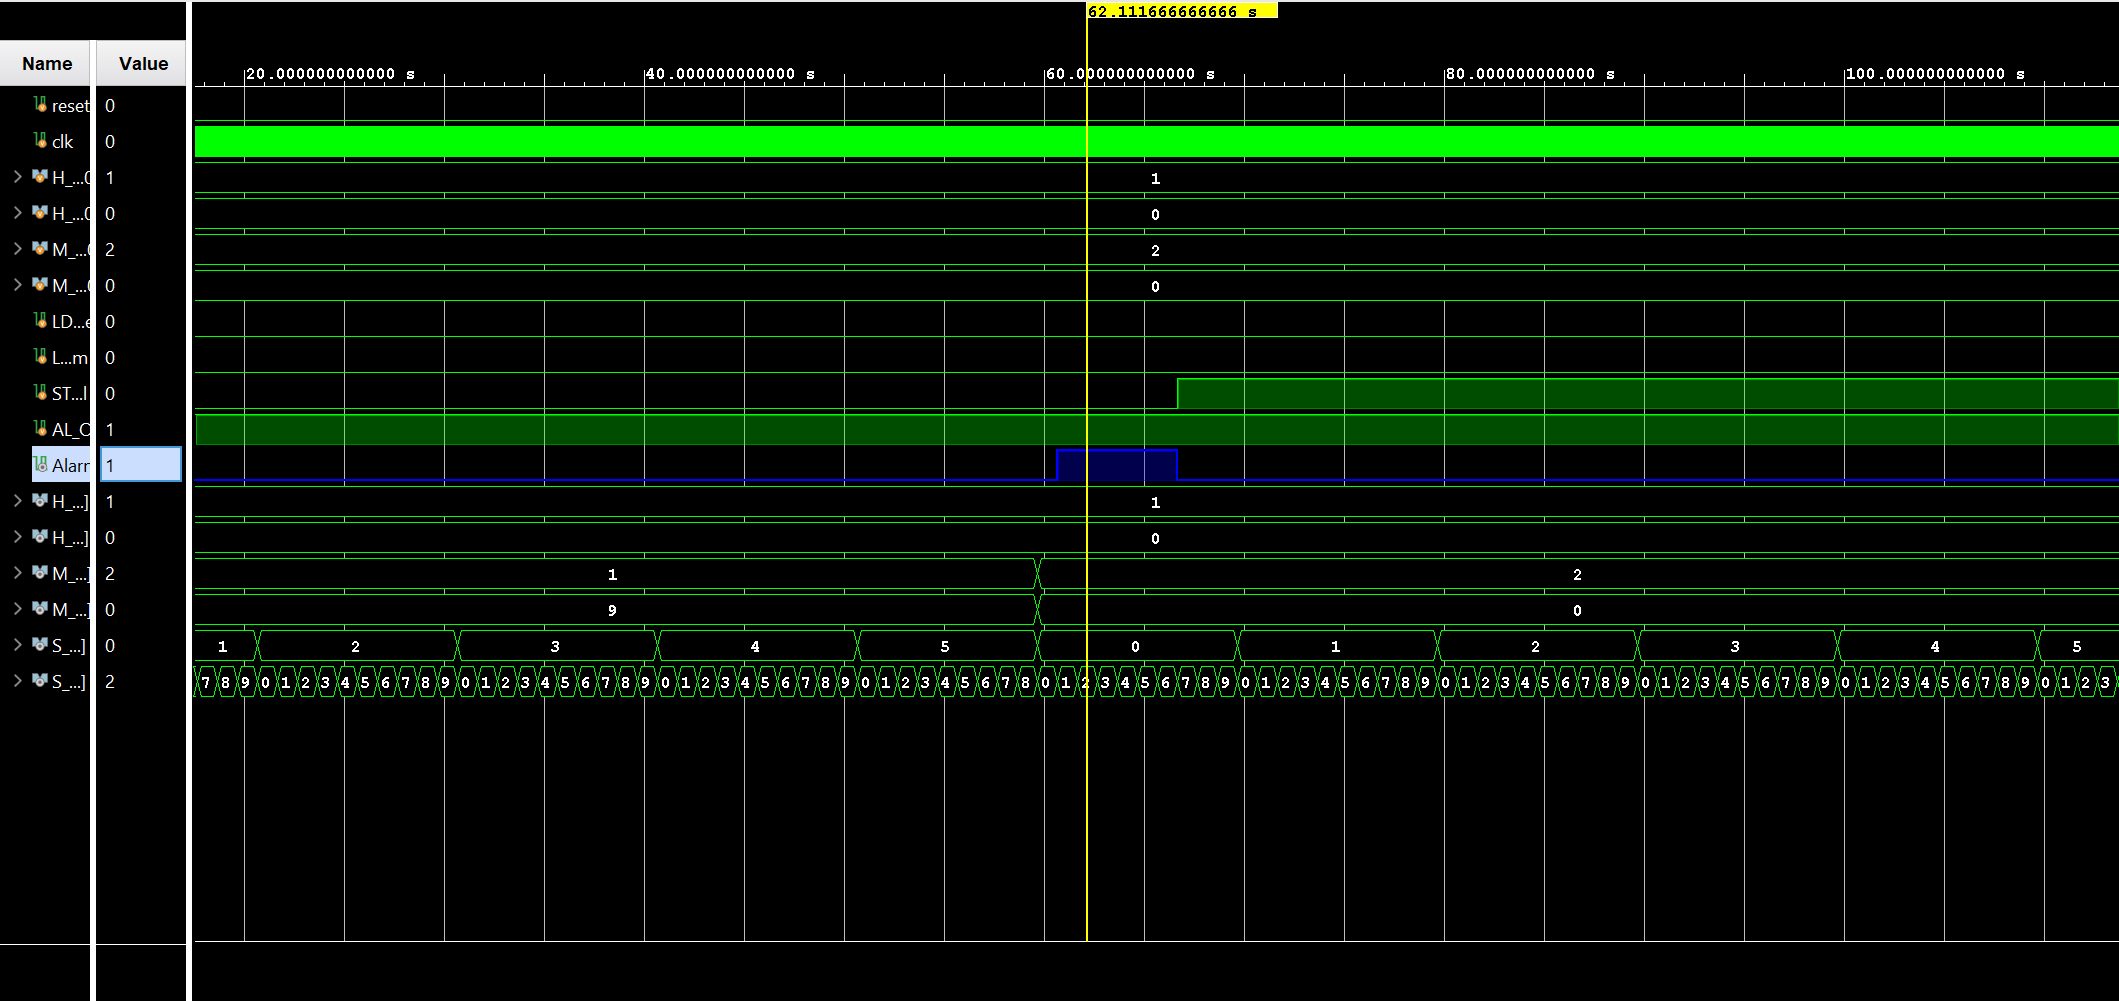 62.111666666666 s
Name Value
20.000000000000 s 40.000000000000 s 60.000000000000 s 80.000000000000 s 100.000000000000 s
reset 0
clk 0
H_...0 1 1
H_...0 0 0
M_...0 2 2
M_...0 0 0
LD...e 0
L...m 0
ST...l 0
AL_O 1
Alarm 1
H_...] 1 1
H_...] 0 0
M_...] 2 1 2
M_...] 0 9 0
S_...] 0 1 2 3 4 5 0 1 2 3 4 5
S_...] 2 7 8 9 0 1 2 3 4 5 6 7 8 9 0 1 2 3 4 5 6 7 8 9 0 1 2 3 4 5 6 7 8 9 0 1 2 3 4 5 6 7 8 0 1 2 3 4 5 6 7 8 9 0 1 2 3 4 5 6 7 8 9 0 1 2 3 4 5 6 7 8 9 0 1 2 3 4 5 6 7 8 9 0 1 2 3 4 5 6 7 8 9 0 1 2 3